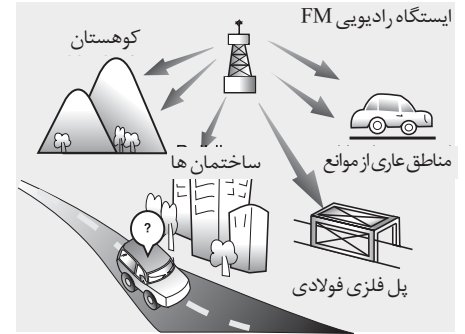 ایستگاه رادیویی FM
کوهستان
ساختمان ها
مناطق عاری از موانع
?
پل فلزی فولادی